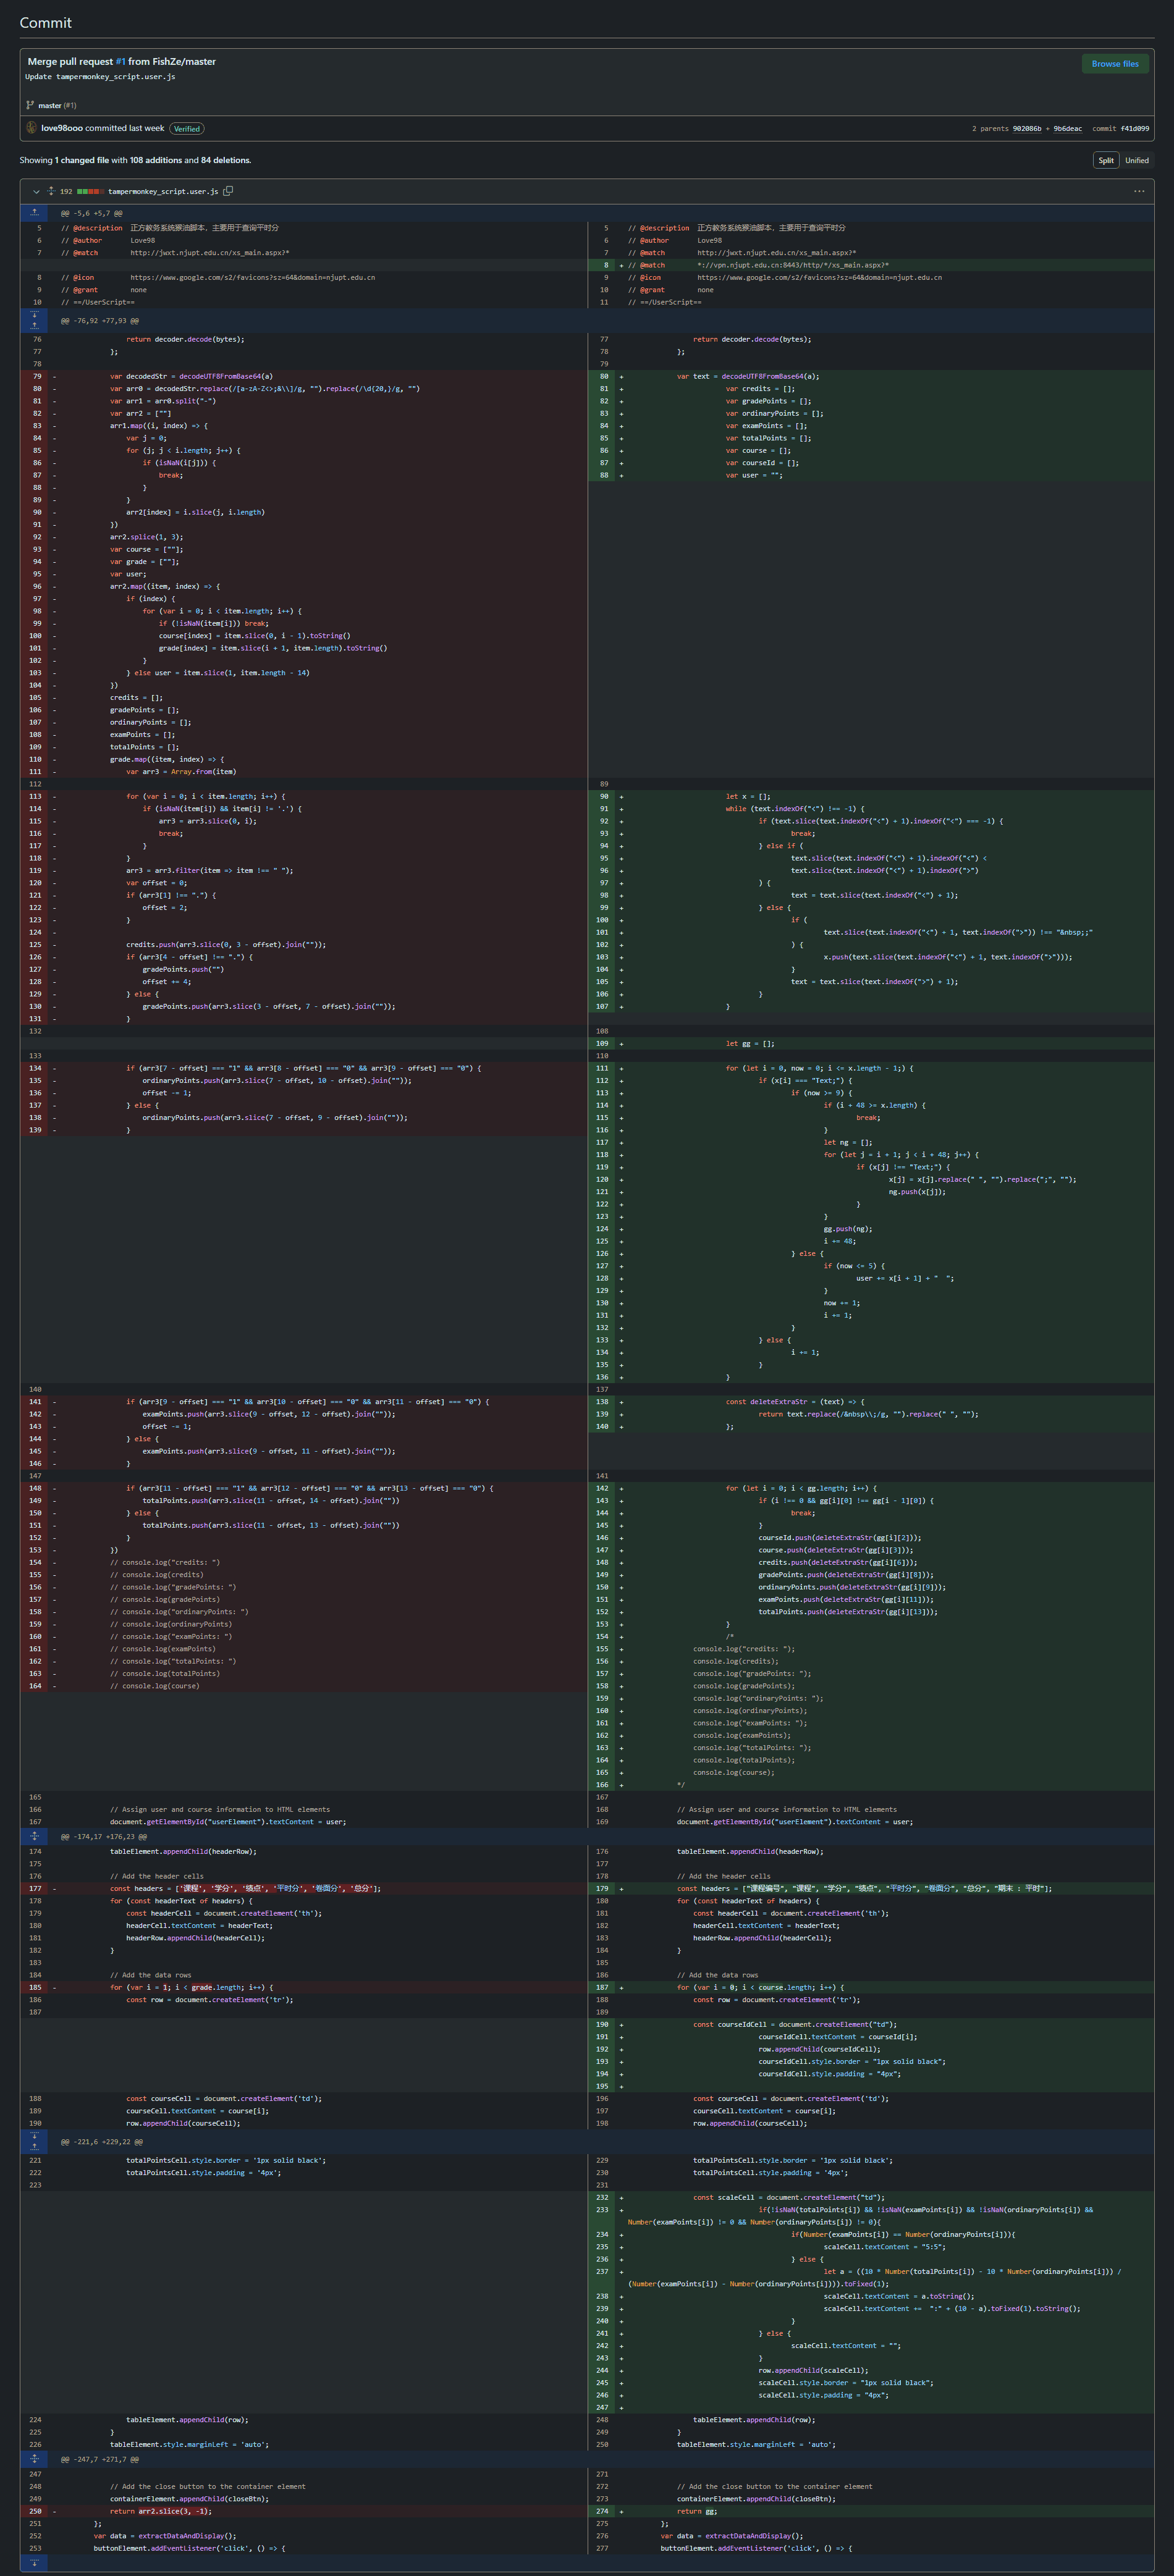 Commit
Merge pull request #1 from FishZe/master
Browse files
Update tampermonkey_script.user.js
master (#1)
love98ooo committed last week Verified
2 parents 902086b + 9b6deac commit f41d099
Showing 1 changed file with 108 additions and 84 deletions.
Split Unified
192 tampermonkey_script.user.js
@@ -5,6 +5,7 @@
5 // @description 正方教务系统猴油脚本，主要用于查询平时分
6 // @author Love98
7 // @match http://jwxt.njupt.edu.cn/xs_main.aspx?*
8 // @icon https://www.google.com/s2/favicons?sz=64&domain=njupt.edu.cn
9 // @grant none
10 // ==/UserScript==
5 // @description 正方教务系统猴油脚本，主要用于查询平时分
6 // @author Love98
7 // @match http://jwxt.njupt.edu.cn/xs_main.aspx?*
8 + // @match *://vpn.njupt.edu.cn:8443/http/*/xs_main.aspx?*
9 // @icon https://www.google.com/s2/favicons?sz=64&domain=njupt.edu.cn
10 // @grant none
11 // ==/UserScript==
@@ -76,92 +77,93 @@
76 return decoder.decode(bytes);
77 };
78
79 - var decodedStr = decodeUTF8FromBase64(a)
80 - var arr0 = decodedStr.replace(/[a-zA-Z<>;&\\]/g, "").replace(/\d{20,}/g, "")
81 - var arr1 = arr0.split("-")
82 - var arr2 = [""]
83 - arr1.map((i, index) => {
84 - var j = 0;
85 - for (j; j < i.length; j++) {
86 - if (isNaN(i[j])) {
87 - break;
88 - }
89 - }
90 - arr2[index] = i.slice(j, i.length)
91 - })
92 - arr2.splice(1, 3);
93 - var course = [""];
94 - var grade = [""];
95 - var user;
96 - arr2.map((item, index) => {
97 - if (index) {
98 - for (var i = 0; i < item.length; i++) {
99 - if (!isNaN(item[i])) break;
100 - course[index] = item.slice(0, i - 1).toString()
101 - grade[index] = item.slice(i + 1, item.length).toString()
102 - }
103 - } else user = item.slice(1, item.length - 14)
104 - })
105 - credits = [];
106 - gradePoints = [];
107 - ordinaryPoints = [];
108 - examPoints = [];
109 - totalPoints = [];
110 - grade.map((item, index) => {
111 - var arr3 = Array.from(item)
112
113 - for (var i = 0; i < item.length; i++) {
114 - if (isNaN(item[i]) && item[i] != '.') {
115 - arr3 = arr3.slice(0, i);
116 - break;
117 - }
118 - }
119 - arr3 = arr3.filter(item => item !== " ");
120 - var offset = 0;
121 - if (arr3[1] !== ".") {
122 - offset = 2;
123 - }
124 -
125 - credits.push(arr3.slice(0, 3 - offset).join(""));
126 - if (arr3[4 - offset] !== ".") {
127 - gradePoints.push("")
128 - offset += 4;
129 - } else {
130 - gradePoints.push(arr3.slice(3 - offset, 7 - offset).join(""));
131 - }
132
133
134 - if (arr3[7 - offset] === "1" && arr3[8 - offset] === "0" && arr3[9 - offset] === "0") {
135 - ordinaryPoints.push(arr3.slice(7 - offset, 10 - offset).join(""));
136 - offset -= 1;
137 - } else {
138 - ordinaryPoints.push(arr3.slice(7 - offset, 9 - offset).join(""));
139 - }
140
141 - if (arr3[9 - offset] === "1" && arr3[10 - offset] === "0" && arr3[11 - offset] === "0") {
142 - examPoints.push(arr3.slice(9 - offset, 12 - offset).join(""));
143 - offset -= 1;
144 - } else {
145 - examPoints.push(arr3.slice(9 - offset, 11 - offset).join(""));
146 - }
147
148 - if (arr3[11 - offset] === "1" && arr3[12 - offset] === "0" && arr3[13 - offset] === "0") {
149 - totalPoints.push(arr3.slice(11 - offset, 14 - offset).join(""))
150 - } else {
151 - totalPoints.push(arr3.slice(11 - offset, 13 - offset).join(""))
152 - }
153 - })
154 - // console.log("credits: ")
155 - // console.log(credits)
156 - // console.log("gradePoints: ")
157 - // console.log(gradePoints)
158 - // console.log("ordinaryPoints: ")
159 - // console.log(ordinaryPoints)
160 - // console.log("examPoints: ")
161 - // console.log(examPoints)
162 - // console.log("totalPoints: ")
163 - // console.log(totalPoints)
164 - // console.log(course)
165
166 // Assign user and course information to HTML elements
167 document.getElementById("userElement").textContent = user;
77 return decoder.decode(bytes);
78 };
79
80 + var text = decodeUTF8FromBase64(a);
81 + var credits = [];
82 + var gradePoints = [];
83 + var ordinaryPoints = [];
84 + var examPoints = [];
85 + var totalPoints = [];
86 + var course = [];
87 + var courseId = [];
88 + var user = "";
89
90 + let x = [];
91 + while (text.indexOf("<") !== -1) {
92 + if (text.slice(text.indexOf("<") + 1).indexOf("<") === -1) {
93 + break;
94 + } else if (
95 + text.slice(text.indexOf("<") + 1).indexOf("<") <
96 + text.slice(text.indexOf("<") + 1).indexOf(">")
97 + ) {
98 + text = text.slice(text.indexOf("<") + 1);
99 + } else {
100 + if (
101 + text.slice(text.indexOf("<") + 1, text.indexOf(">")) !== "&nbsp;;"
102 + ) {
103 + x.push(text.slice(text.indexOf("<") + 1, text.indexOf(">")));
104 + }
105 + text = text.slice(text.indexOf(">") + 1);
106 + }
107 + }
108
109 + let gg = [];
110
111 + for (let i = 0, now = 0; i <= x.length - 1;) {
112 + if (x[i] === "Text;") {
113 + if (now >= 9) {
114 + if (i + 48 >= x.length) {
115 + break;
116 + }
117 + let ng = [];
118 + for (let j = i + 1; j < i + 48; j++) {
119 + if (x[j] !== "Text;") {
120 + x[j] = x[j].replace(" ", "").replace(";", "");
121 + ng.push(x[j]);
122 + }
123 + }
124 + gg.push(ng);
125 + i += 48;
126 + } else {
127 + if (now <= 5) {
128 + user += x[i + 1] + "  ";
129 + }
130 + now += 1;
131 + i += 1;
132 + }
133 + } else {
134 + i += 1;
135 + }
136 + }
137
138 + const deleteExtraStr = (text) => {
139 + return text.replace(/&nbsp\\;/g, "").replace(" ", "");
140 + };
141
142 + for (let i = 0; i < gg.length; i++) {
143 + if (i !== 0 && gg[i][0] !== gg[i - 1][0]) {
144 + break;
145 + }
146 + courseId.push(deleteExtraStr(gg[i][2]));
147 + course.push(deleteExtraStr(gg[i][3]));
148 + credits.push(deleteExtraStr(gg[i][6]));
149 + gradePoints.push(deleteExtraStr(gg[i][8]));
150 + ordinaryPoints.push(deleteExtraStr(gg[i][9]));
151 + examPoints.push(deleteExtraStr(gg[i][11]));
152 + totalPoints.push(deleteExtraStr(gg[i][13]));
153 + }
154 + /*
155 + console.log("credits: ");
156 + console.log(credits);
157 + console.log("gradePoints: ");
158 + console.log(gradePoints);
159 + console.log("ordinaryPoints: ");
160 + console.log(ordinaryPoints);
161 + console.log("examPoints: ");
162 + console.log(examPoints);
163 + console.log("totalPoints: ");
164 + console.log(totalPoints);
165 + console.log(course);
166 + */
167
168 // Assign user and course information to HTML elements
169 document.getElementById("userElement").textContent = user;
@@ -174,17 +176,23 @@
174 tableElement.appendChild(headerRow);
175
176 // Add the header cells
177 - const headers = ['课程', '学分', '绩点', '平时分', '卷面分', '总分'];
178 for (const headerText of headers) {
179 const headerCell = document.createElement('th');
180 headerCell.textContent = headerText;
181 headerRow.appendChild(headerCell);
182 }
183
184 // Add the data rows
185 - for (var i = 1; i < grade.length; i++) {
186 const row = document.createElement('tr');
187
188 const courseCell = document.createElement('td');
189 courseCell.textContent = course[i];
190 row.appendChild(courseCell);
176 tableElement.appendChild(headerRow);
177
178 // Add the header cells
179 + const headers = ["课程编号", "课程", "学分", "绩点", "平时分", "卷面分", "总分", "期末 : 平时"];
180 for (const headerText of headers) {
181 const headerCell = document.createElement('th');
182 headerCell.textContent = headerText;
183 headerRow.appendChild(headerCell);
184 }
185
186 // Add the data rows
187 + for (var i = 0; i < course.length; i++) {
188 const row = document.createElement('tr');
189
190 + const courseIdCell = document.createElement("td");
191 + courseIdCell.textContent = courseId[i];
192 + row.appendChild(courseIdCell);
193 + courseIdCell.style.border = "1px solid black";
194 + courseIdCell.style.padding = "4px";
195 +
196 const courseCell = document.createElement('td');
197 courseCell.textContent = course[i];
198 row.appendChild(courseCell);
@@ -221,6 +229,22 @@
221 totalPointsCell.style.border = '1px solid black';
222 totalPointsCell.style.padding = '4px';
223
224 tableElement.appendChild(row);
225 }
226 tableElement.style.marginLeft = 'auto';
229 totalPointsCell.style.border = '1px solid black';
230 totalPointsCell.style.padding = '4px';
231
232 + const scaleCell = document.createElement("td");
233 + if(!isNaN(totalPoints[i]) && !isNaN(examPoints[i]) && !isNaN(ordinaryPoints[i]) &&
Number(examPoints[i]) != 0 && Number(ordinaryPoints[i]) != 0){
234 + if(Number(examPoints[i]) == Number(ordinaryPoints[i])){
235 + scaleCell.textContent = "5:5";
236 + } else {
237 + let a = ((10 * Number(totalPoints[i]) - 10 * Number(ordinaryPoints[i])) /
(Number(examPoints[i]) - Number(ordinaryPoints[i]))).toFixed(1);
238 + scaleCell.textContent = a.toString();
239 + scaleCell.textContent += ":" + (10 - a).toFixed(1).toString();
240 + }
241 + } else {
242 + scaleCell.textContent = "";
243 + }
244 + row.appendChild(scaleCell);
245 + scaleCell.style.border = "1px solid black";
246 + scaleCell.style.padding = "4px";
247 +
248 tableElement.appendChild(row);
249 }
250 tableElement.style.marginLeft = 'auto';
@@ -247,7 +271,7 @@
247
248 // Add the close button to the container element
249 containerElement.appendChild(closeBtn);
250 - return arr2.slice(3, -1);
251 };
252 var data = extractDataAndDisplay();
253 buttonElement.addEventListener('click', () => {
271
272 // Add the close button to the container element
273 containerElement.appendChild(closeBtn);
274 + return gg;
275 };
276 var data = extractDataAndDisplay();
277 buttonElement.addEventListener('click', () => {